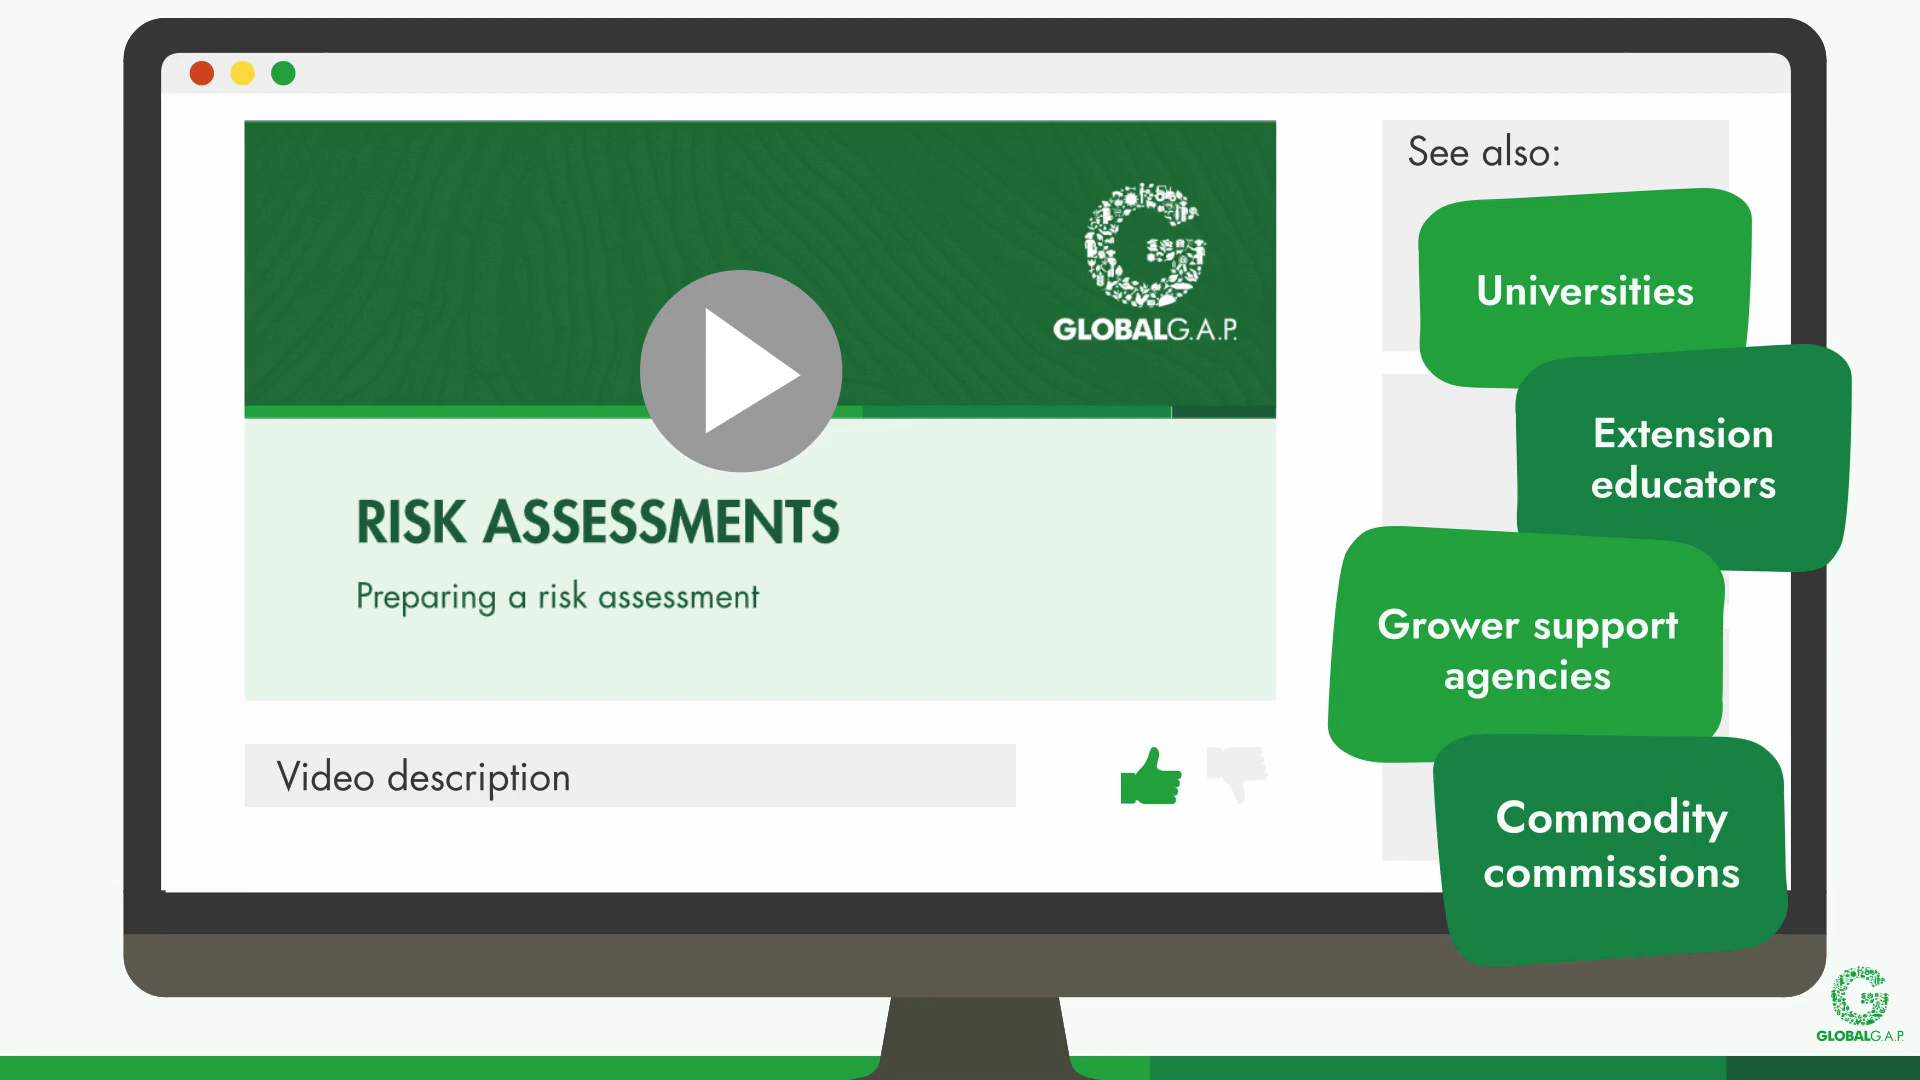 See also:
GLOBALG.A.P.
Universities
Extension
educators
RISK ASSESSMENTS
Preparing a risk assessment
Grower support
agencies
Video description
Commodity
commissions
GLOBALG.A.P.